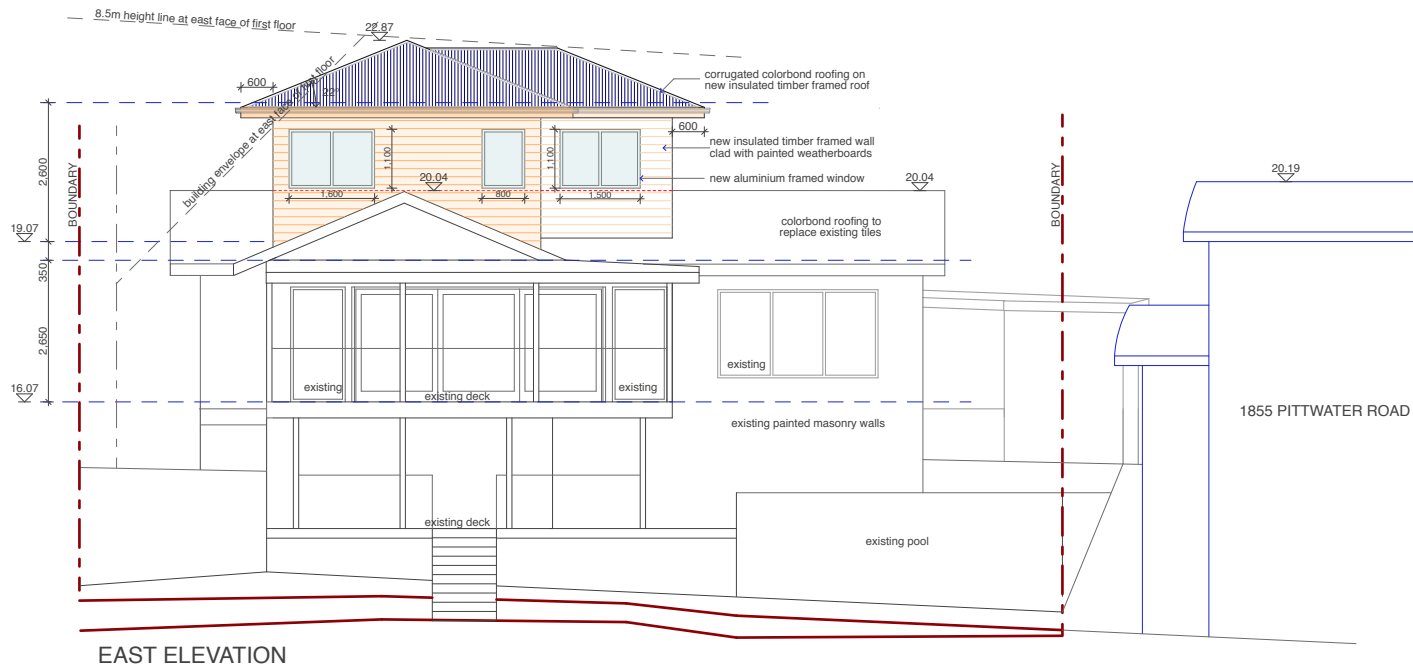 8.5m height line at east face of first floor
22.87
600
22°
corrugated colorbond roofing on
new insulated timber framed roof
building envelope at east face of first floor
BOUNDARY
2,600
1,100
1,100
600
new insulated timber framed wall
clad with painted weatherboards
new aluminium framed window
BOUNDARY
20.19
20.04
20.04
1,600
800
1,500
colorbond roofing to
replace existing tiles
19.07
350
2,650
existing
existing
existing
existing deck
16.07
existing painted masonry walls
1855 PITTWATER ROAD
existing deck
existing pool
EAST ELEVATION